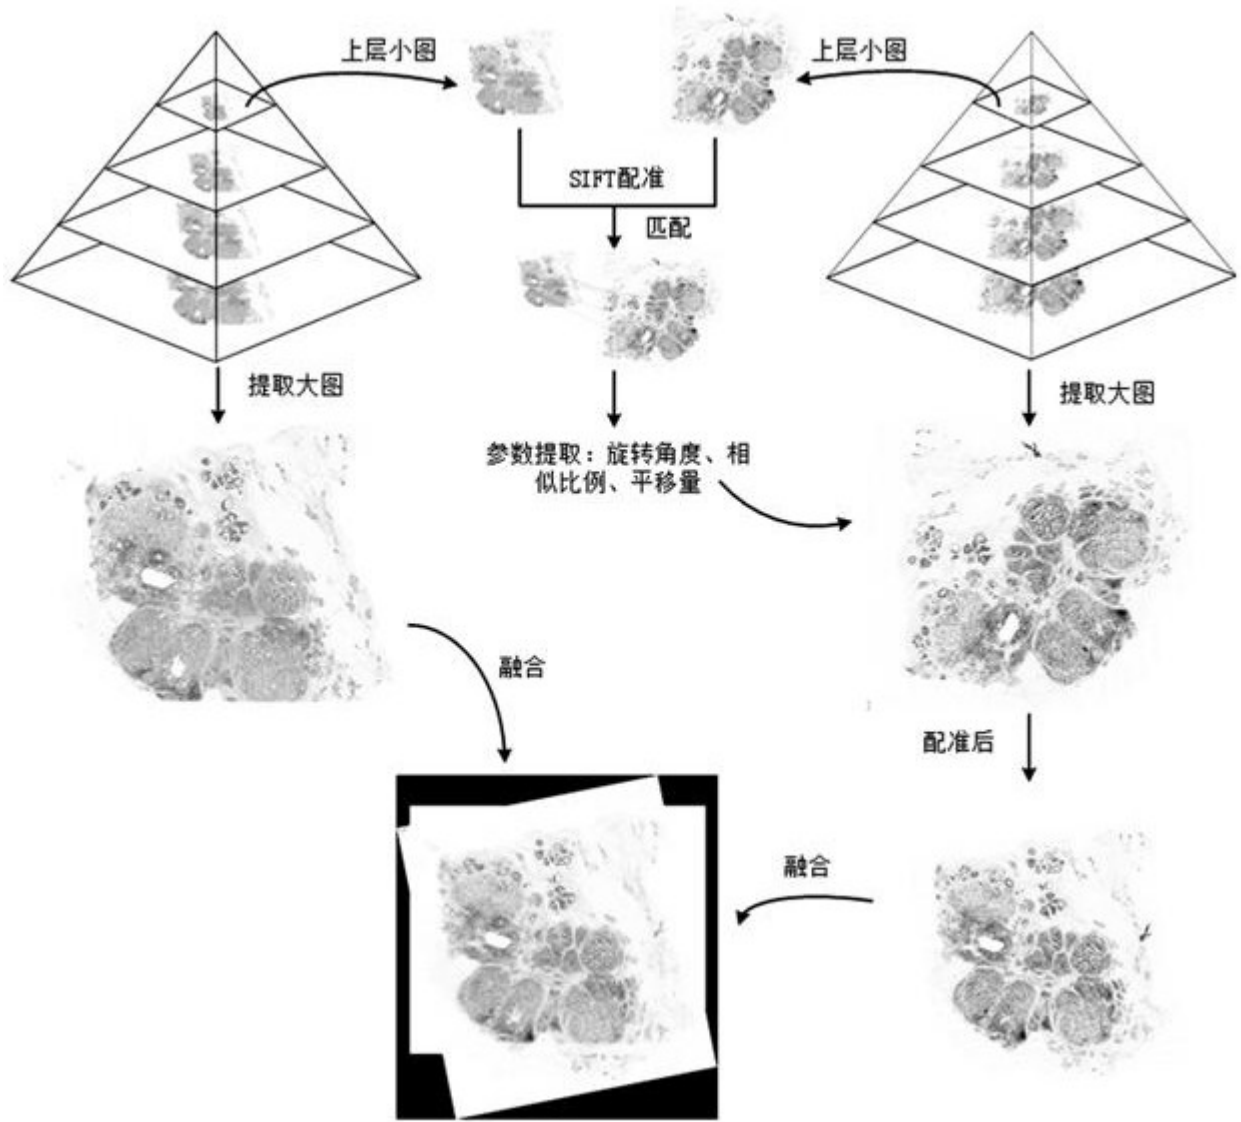 上层小图
上层小图
SIFT配准
匹配
提取大图
提取大图
参数提取：旋转角度、相
似比例、平移量
融合
配准后
融合